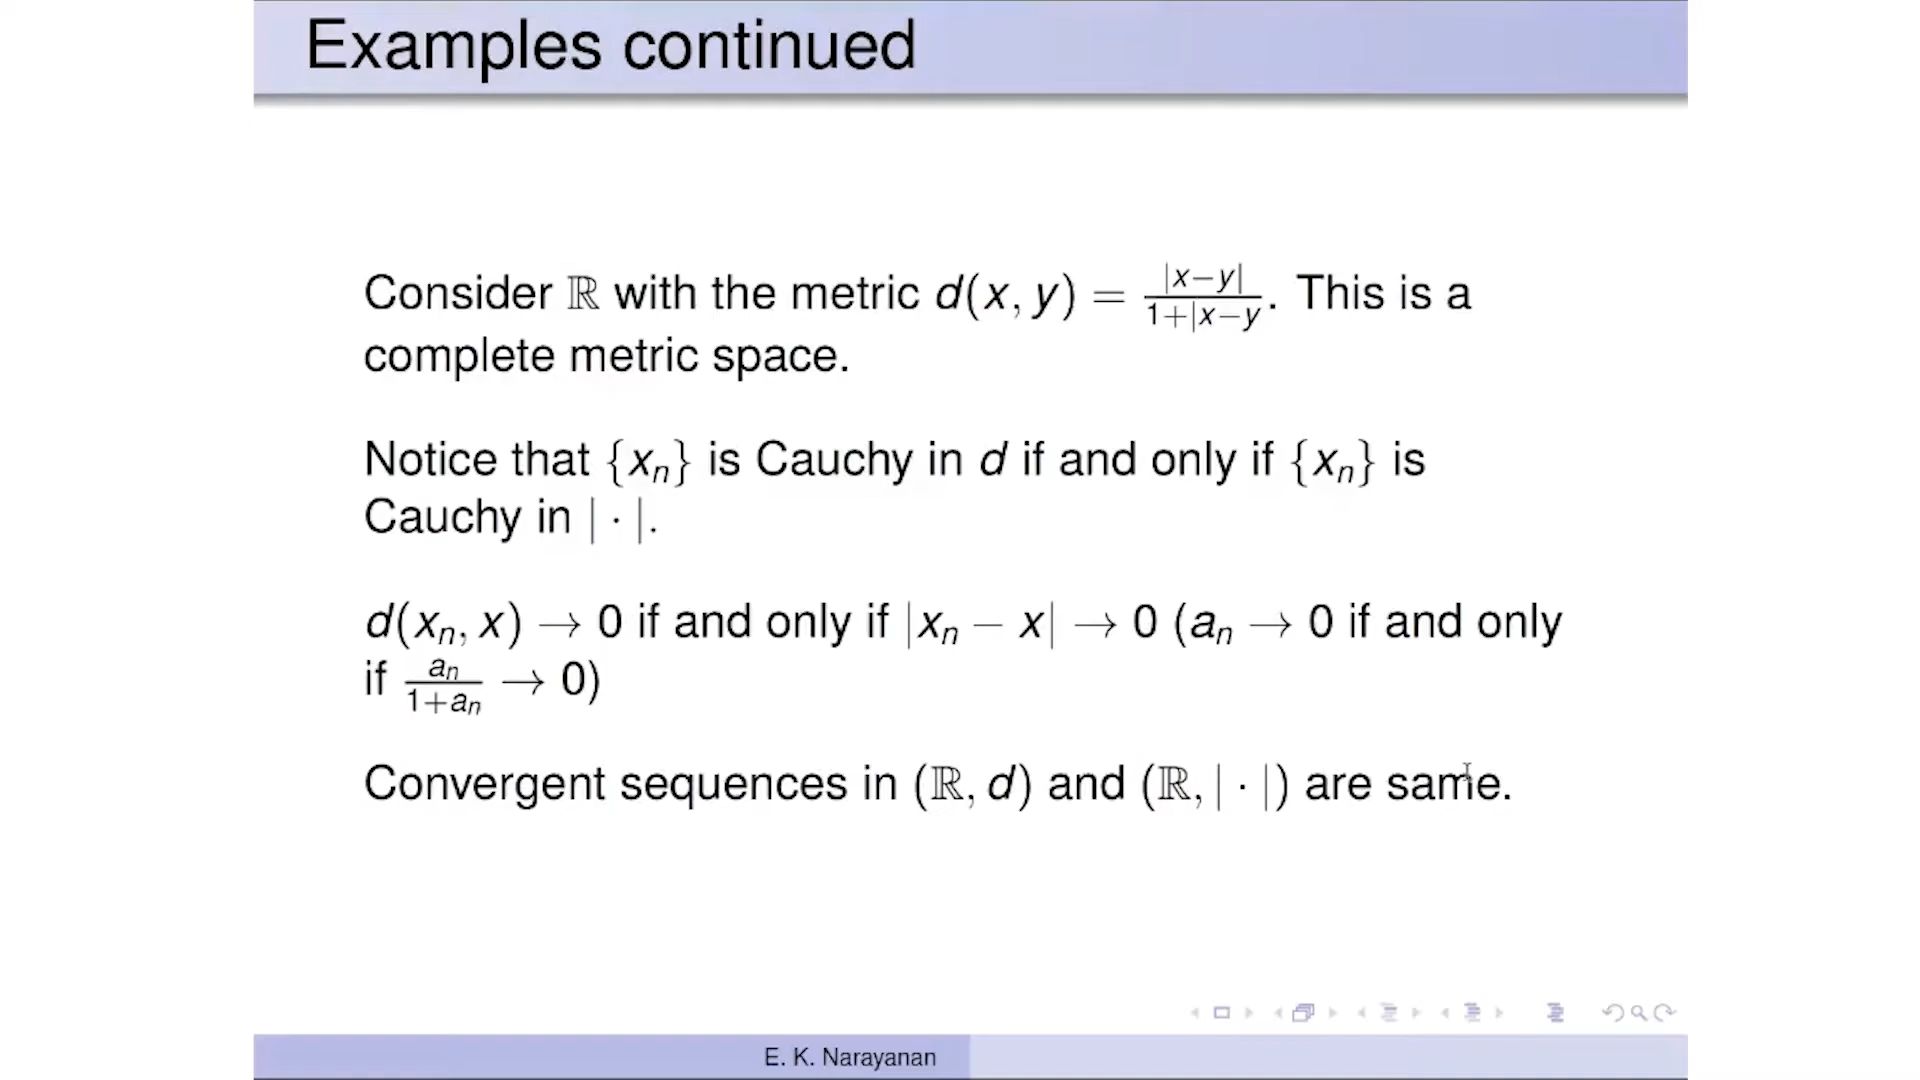 Examples continued
Consider ℝ with the metric d(x, y) = |x−y| / 1+|x−y . This is a
complete metric space.
Notice that {xₙ} is Cauchy in d if and only if {xₙ} is
Cauchy in | · |.
d(xₙ, x) → 0 if and only if |xₙ − x| → 0 (aₙ → 0 if and only
if aₙ / 1+aₙ → 0)
Convergent sequences in (ℝ, d) and (ℝ, | · |) are same.
E. K. Narayanan